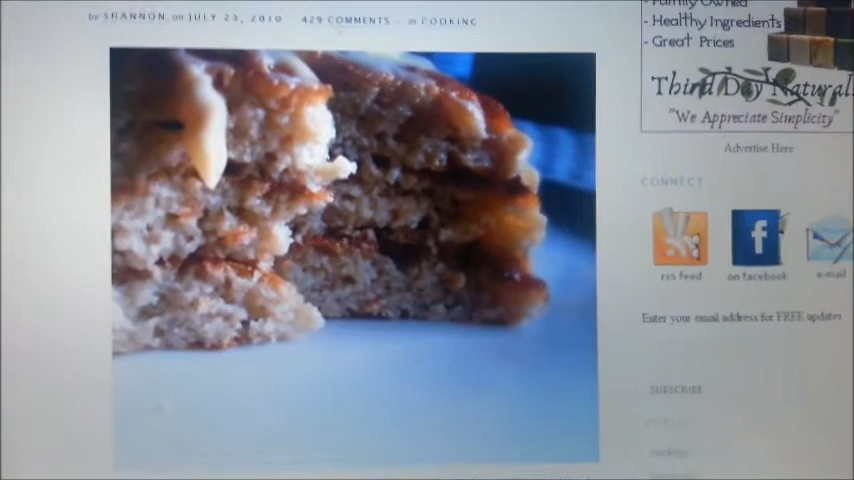 by SHANNON on JULY 23, 2010 429 COMMENTS - in COOKING
- Family Owned
- Healthy Ingredients
- Great Prices
Third Day Naturals
"We Appreciate Simplicity"
Advertise Here
CONNECT
rss feed on facebook e-mail
Enter your email address for FREE updates
SUBSCRIBE